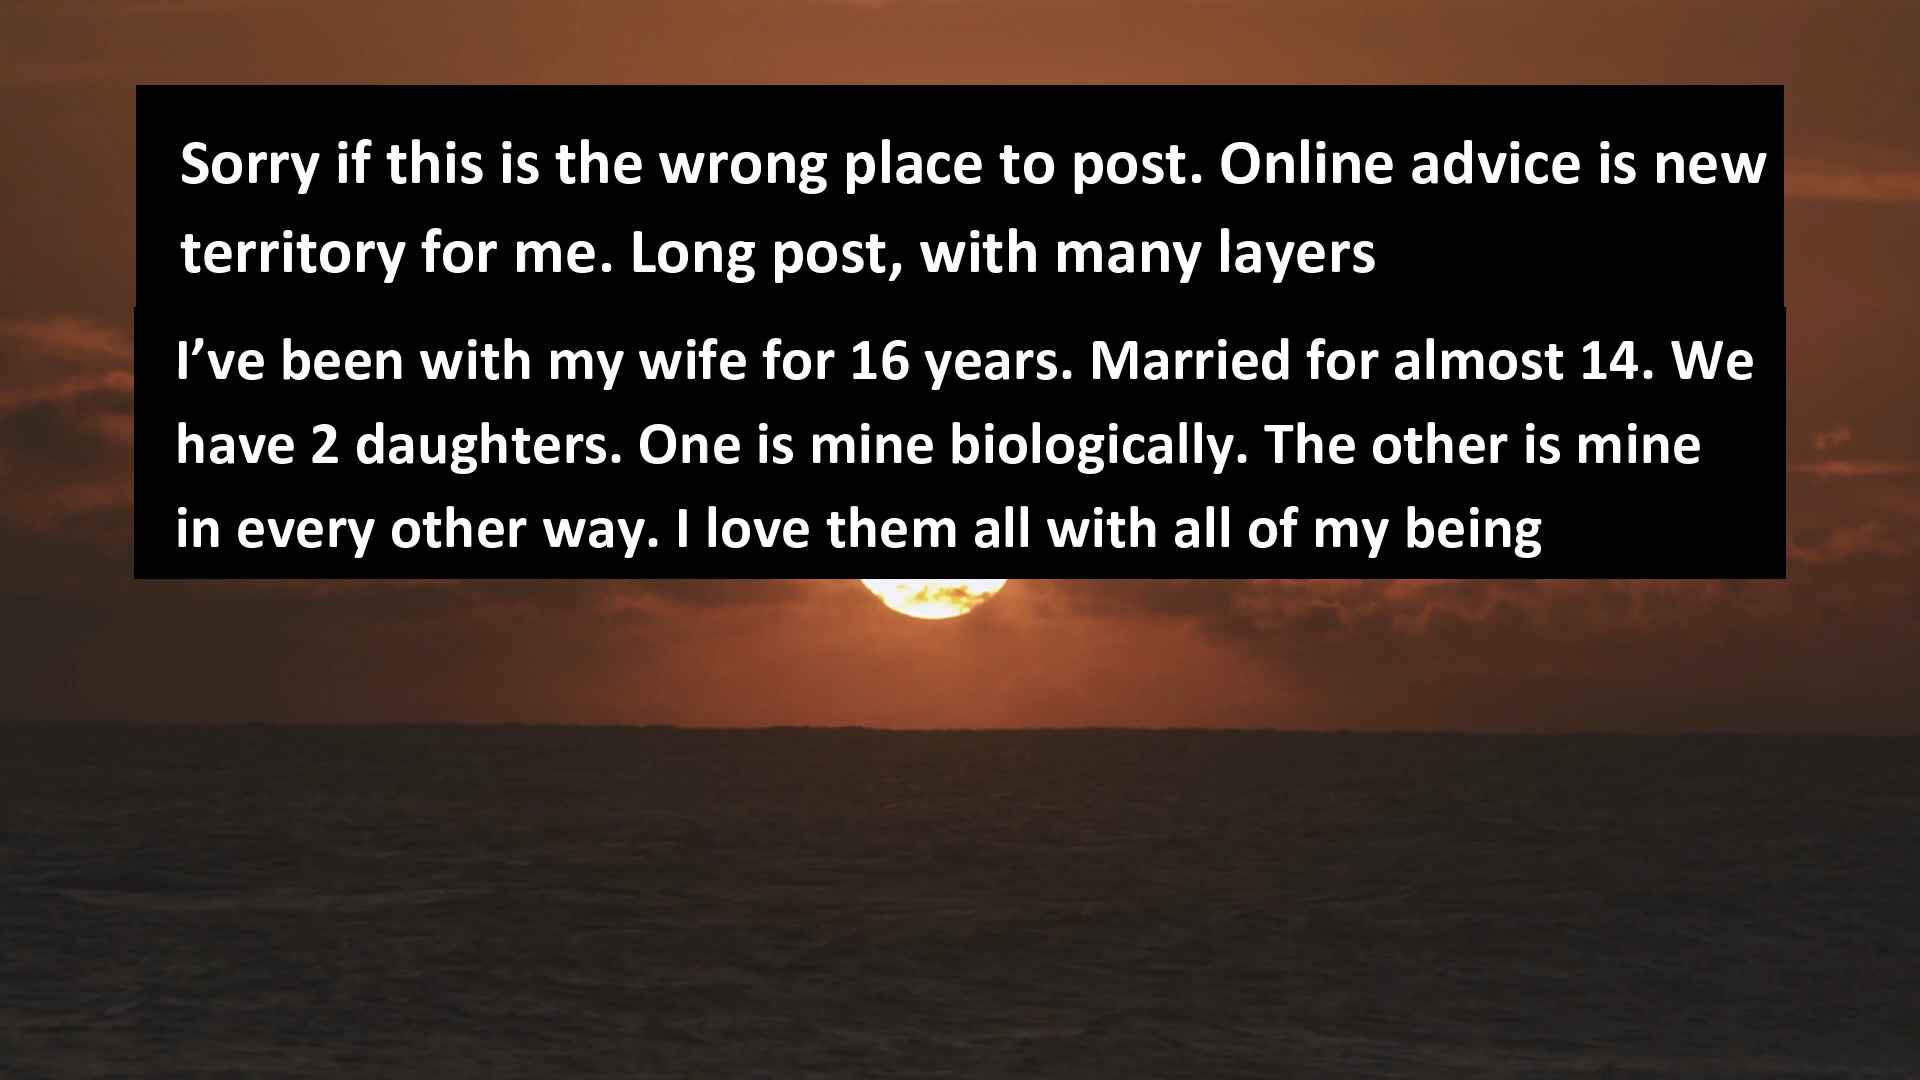 Sorry if this is the wrong place to post. Online advice is new
territory for me. Long post, with many layers
I’ve been with my wife for 16 years. Married for almost 14. We
have 2 daughters. One is mine biologically. The other is mine
in every other way. I love them all with all of my being